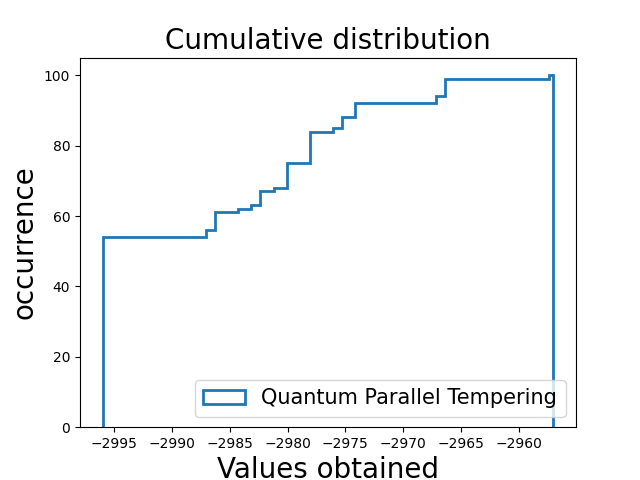 Cumulative distribution
100
80
60
40
20
0
occurrence
Quantum Parallel Tempering
−2995 −2990 −2985 −2980 −2975 −2970 −2965 −2960
Values obtained